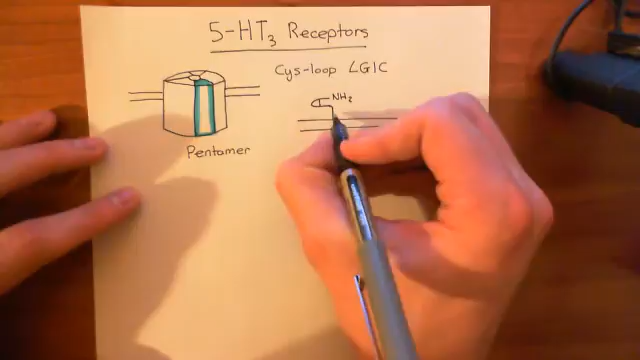 5-HT₃ Receptors
Cys-loop LGIC
NH₂
Pentamer